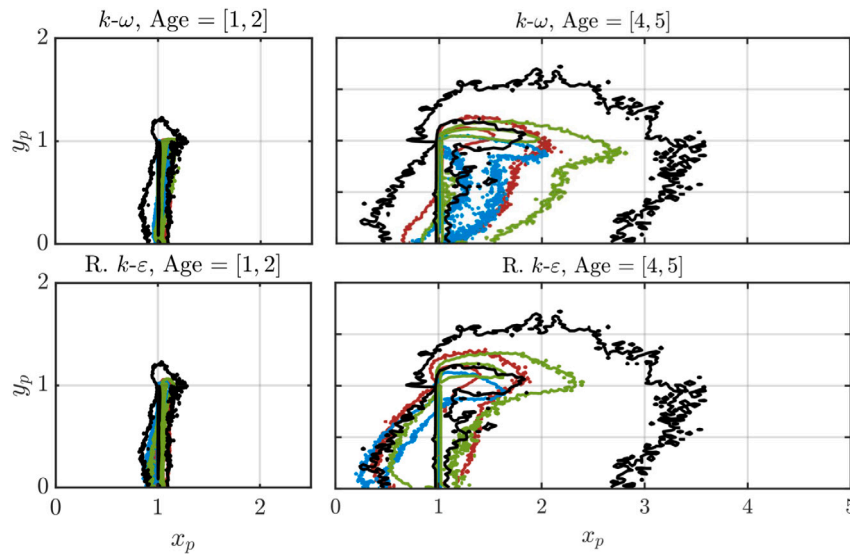 k-ω, Age = [1, 2]
k-ω, Age = [4, 5]
2
1
0
y_p
R. k-ε, Age = [1, 2]
R. k-ε, Age = [4, 5]
2
1
0
y_p
0 1 2
0 1 2 3 4 5
x_p
x_p